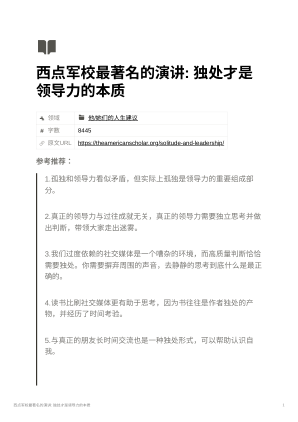 西点军校最著名的演讲: 独处才是
领导力的本质
领域 他/她们的人生建议
# 字数 8445
原文URL https://theamericanscholar.org/solitude-and-leadership/
参考推荐：
1.孤独和领导力看似矛盾，但实际上孤独是领导力的重要组成部
分。
2.真正的领导力与过往成就无关，真正的领导力需要独立思考并做
出判断，带领大家走出迷雾。
3.我们过度依赖的社交媒体是一个嘈杂的环境，而高质量判断恰恰
需要独处。你需要摒弃周围的声音，去静静的思考到底什么是最正
确的。
4.读书比刷社交媒体更有助于思考，因为书往往是作者独处的产
物，并经历了时间考验。
5.与真正的朋友长时间交流也是一种独处形式，可以帮助认识自
我。
西点军校最著名的演讲: 独处才是领导力的本质 1